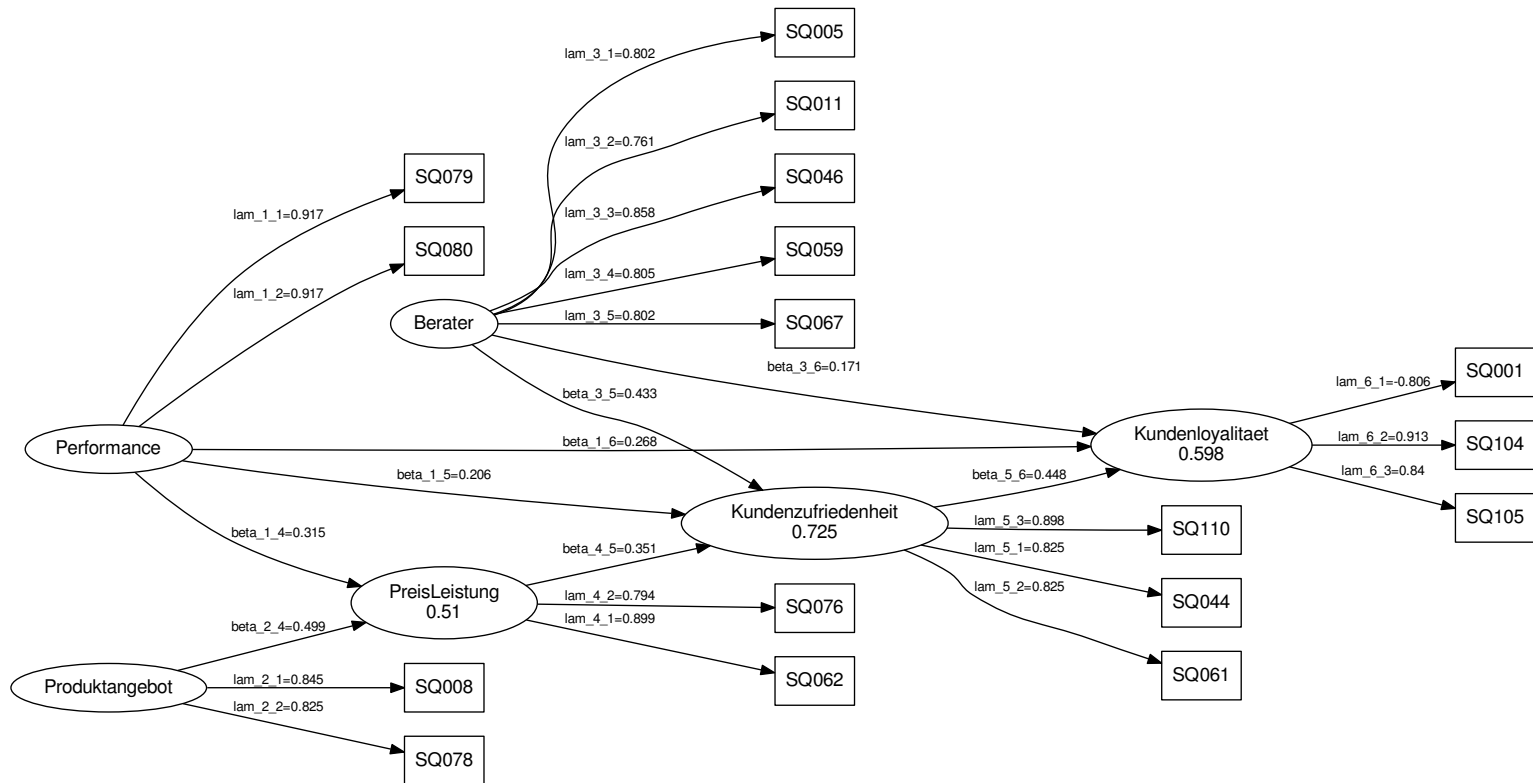 SQ005
lam_3_1=0.802
SQ011
lam_3_2=0.761
SQ079
SQ046
lam_1_1=0.917
lam_3_3=0.858
SQ080
SQ059
lam_3_4=0.805
lam_1_2=0.917
Berater
lam_3_5=0.802
SQ067
beta_3_6=0.171
SQ001
lam_6_1=-0.806
beta_3_5=0.433
Performance
beta_1_6=0.268
Kundenloyalitaet
0.598
lam_6_2=0.913
SQ104
beta_1_5=0.206
beta_5_6=0.448
lam_6_3=0.84
SQ105
Kundenzufriedenheit
0.725
lam_5_3=0.898
SQ110
beta_1_4=0.315
beta_4_5=0.351
lam_5_1=0.825
SQ044
PreisLeistung
0.51
lam_4_2=0.794
SQ076
lam_5_2=0.825
lam_4_1=0.899
beta_2_4=0.499
SQ062
SQ061
Produktangebot
lam_2_1=0.845
SQ008
lam_2_2=0.825
SQ078